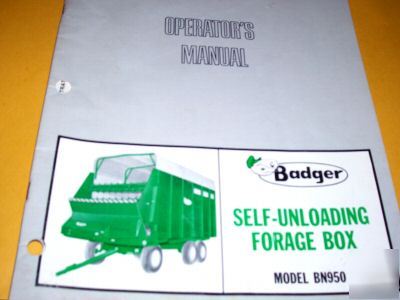 OPERATOR'S
MANUAL
Badger
SELF-UNLOADING
FORAGE BOX
MODEL BN950